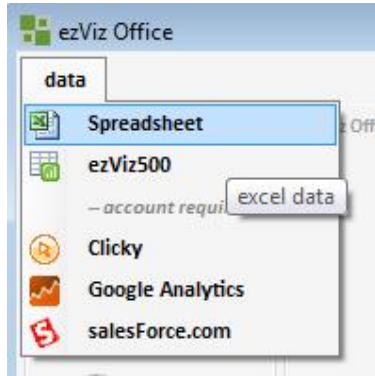 ezViz Office
data
Spreadsheet
ezViz500
– account requi
excel data
Clicky
Google Analytics
salesForce.com